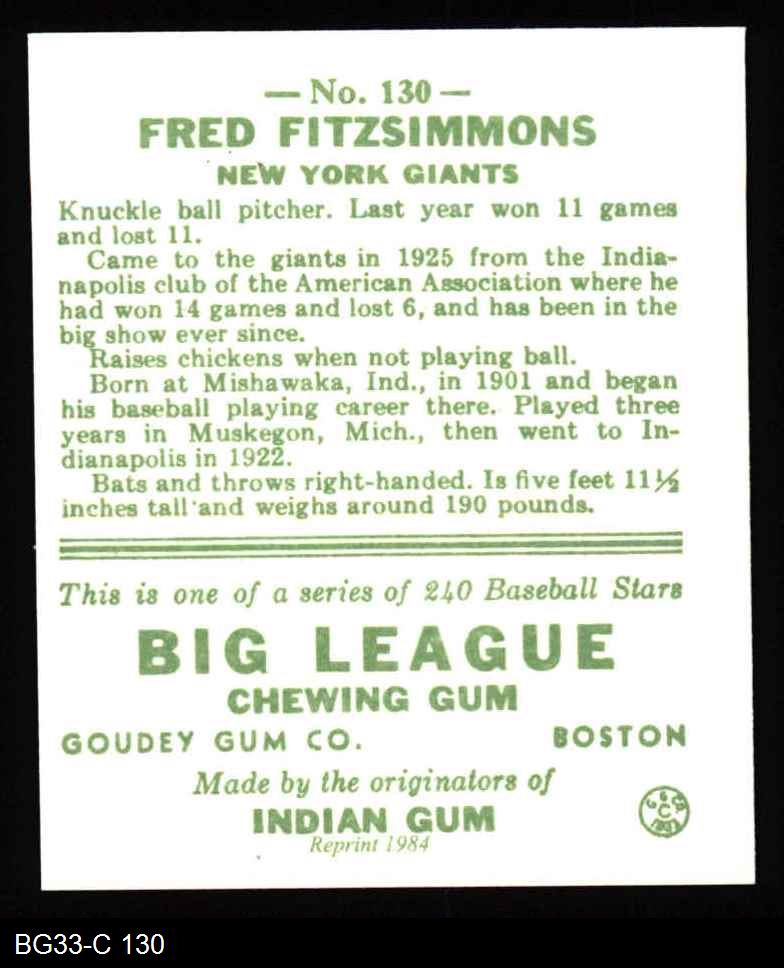 — No. 130 —
FRED FITZSIMMONS
NEW YORK GIANTS
Knuckle ball pitcher. Last year won 11 games
and lost 11.
Came to the giants in 1925 from the India-
napolis club of the American Association where he
had won 14 games and lost 6, and has been in the
big show ever since.
Raises chickens when not playing ball.
Born at Mishawaka, Ind., in 1901 and began
his baseball playing career there. Played three
years in Muskegon, Mich., then went to In-
dianapolis in 1922.
Bats and throws right-handed. Is five feet 11½
inches tall and weighs around 190 pounds.
This is one of a series of 240 Baseball Stars
BIG LEAGUE
CHEWING GUM
GOUDEY GUM CO. BOSTON
Made by the originators of
INDIAN GUM
Reprint 1984
BG33-C 130